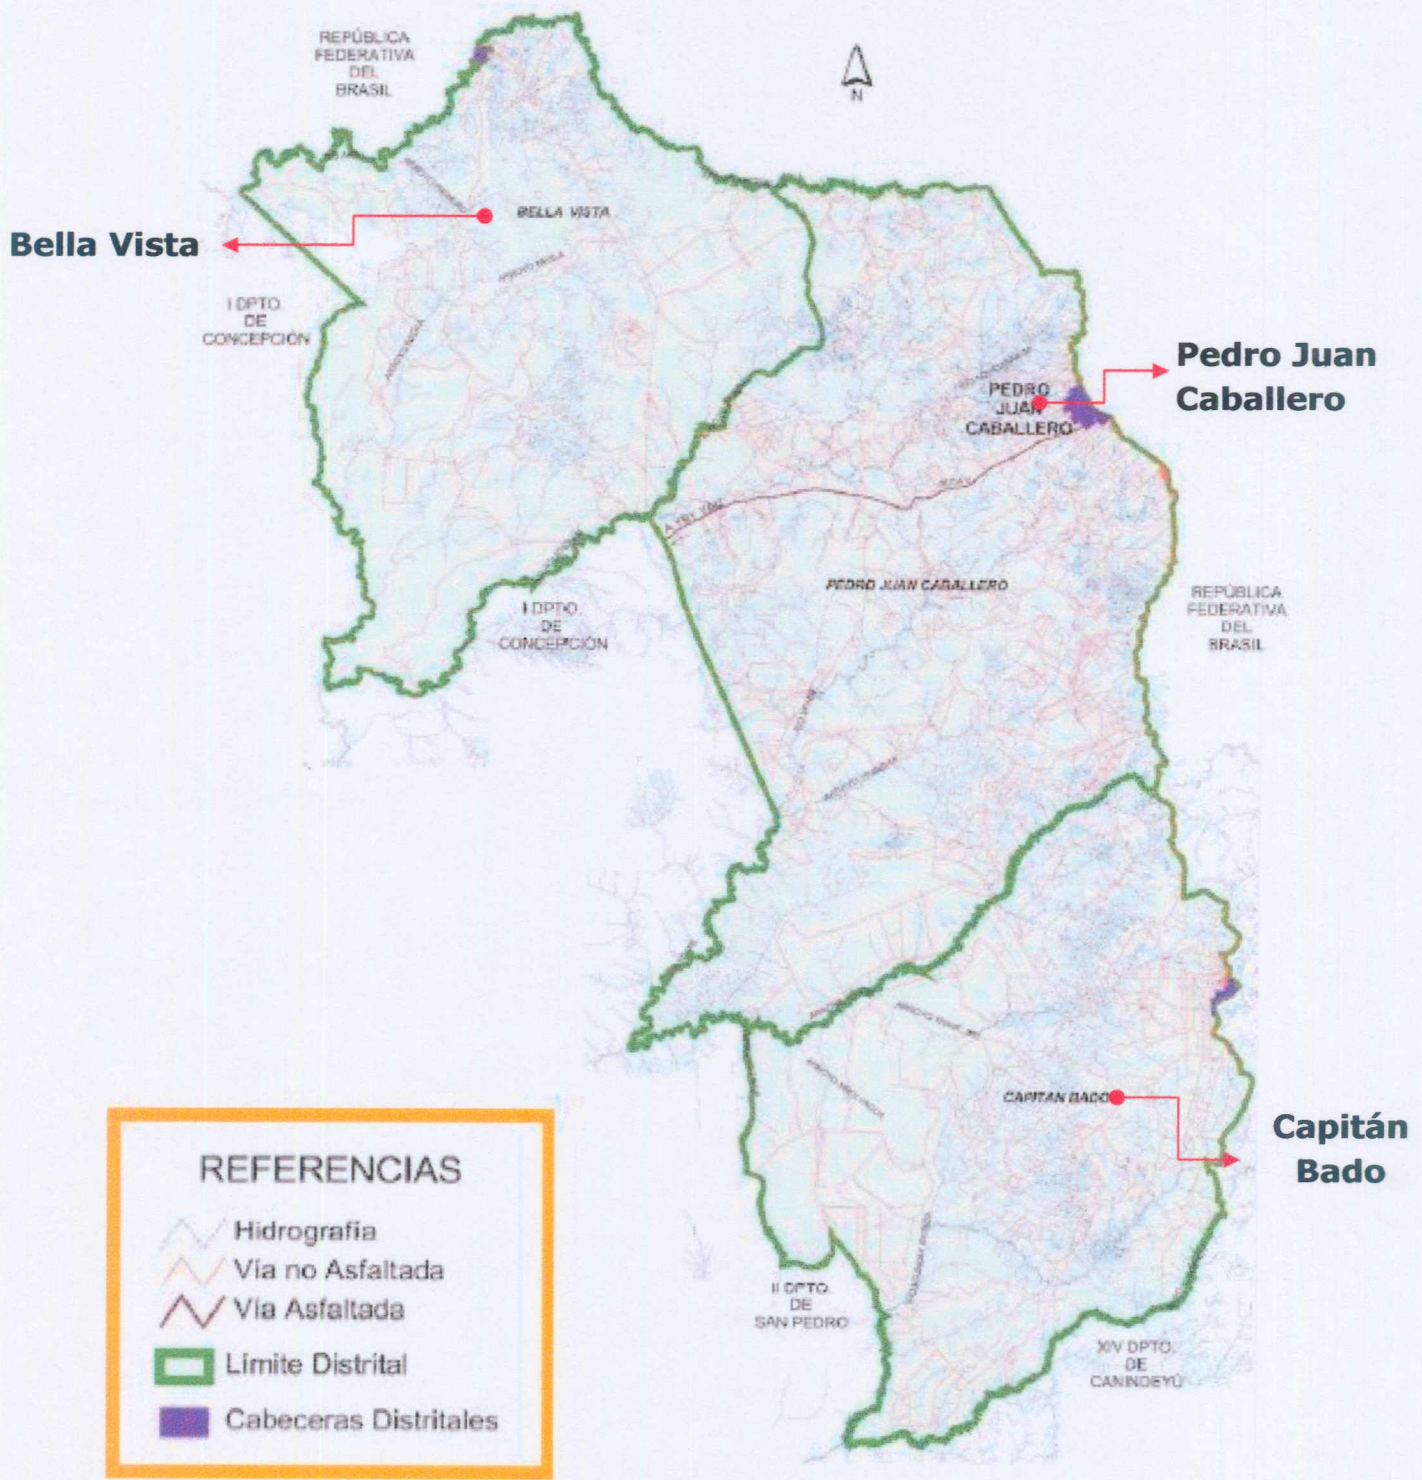 REPÚBLICA
FEDERATIVA
DEL
BRASIL
N
BELLA VISTA
Bella Vista
I DPTO.
DE
CONCEPCIÓN
Pedro Juan
Caballero
PEDRO
JUAN
CABALLERO
PEDRO JUAN CABALLERO
REPÚBLICA
FEDERATIVA
DEL
BRASIL
I DPTO
DE
CONCEPCIÓN
CAPITAN BADO
Capitán
Bado
REFERENCIAS
Hidrografía
Vía no Asfaltada
Vía Asfaltada
Límite Distrital
Cabeceras Distritales
II DPTO.
DE
SAN PEDRO
XIV DPTO.
DE
CANINDEYÚ